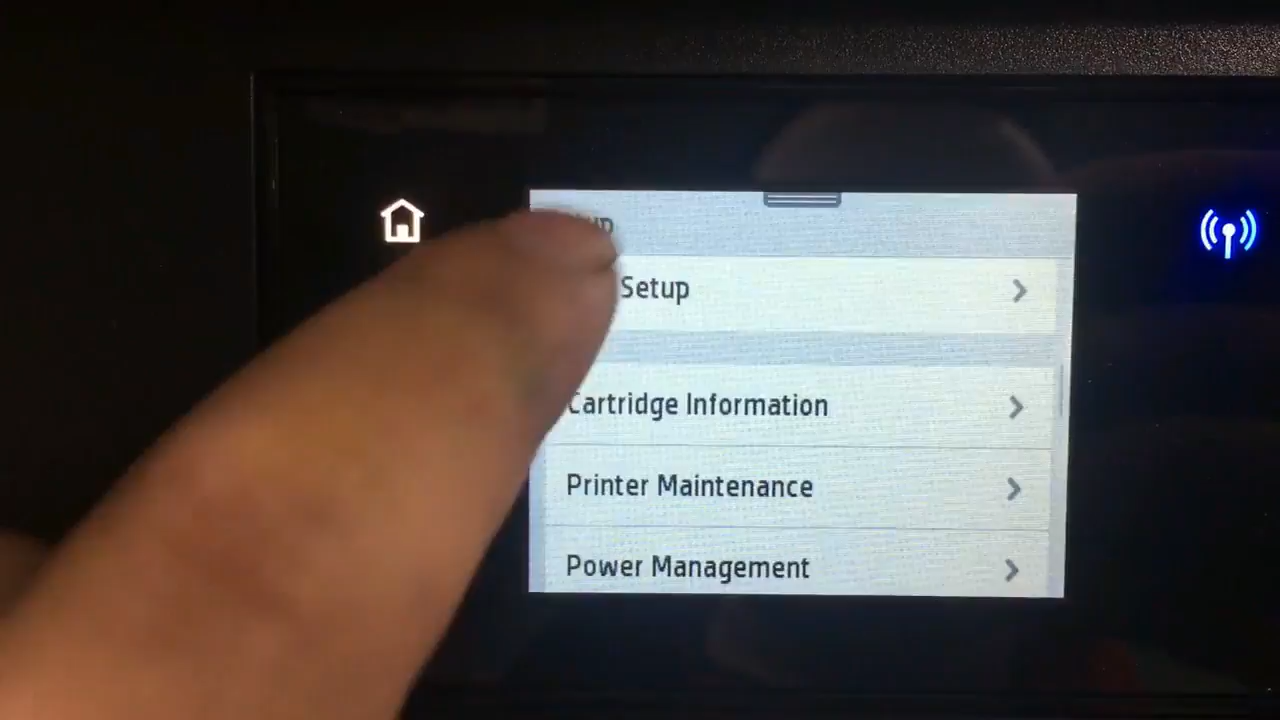 Setup
Cartridge Information
Printer Maintenance
Power Management